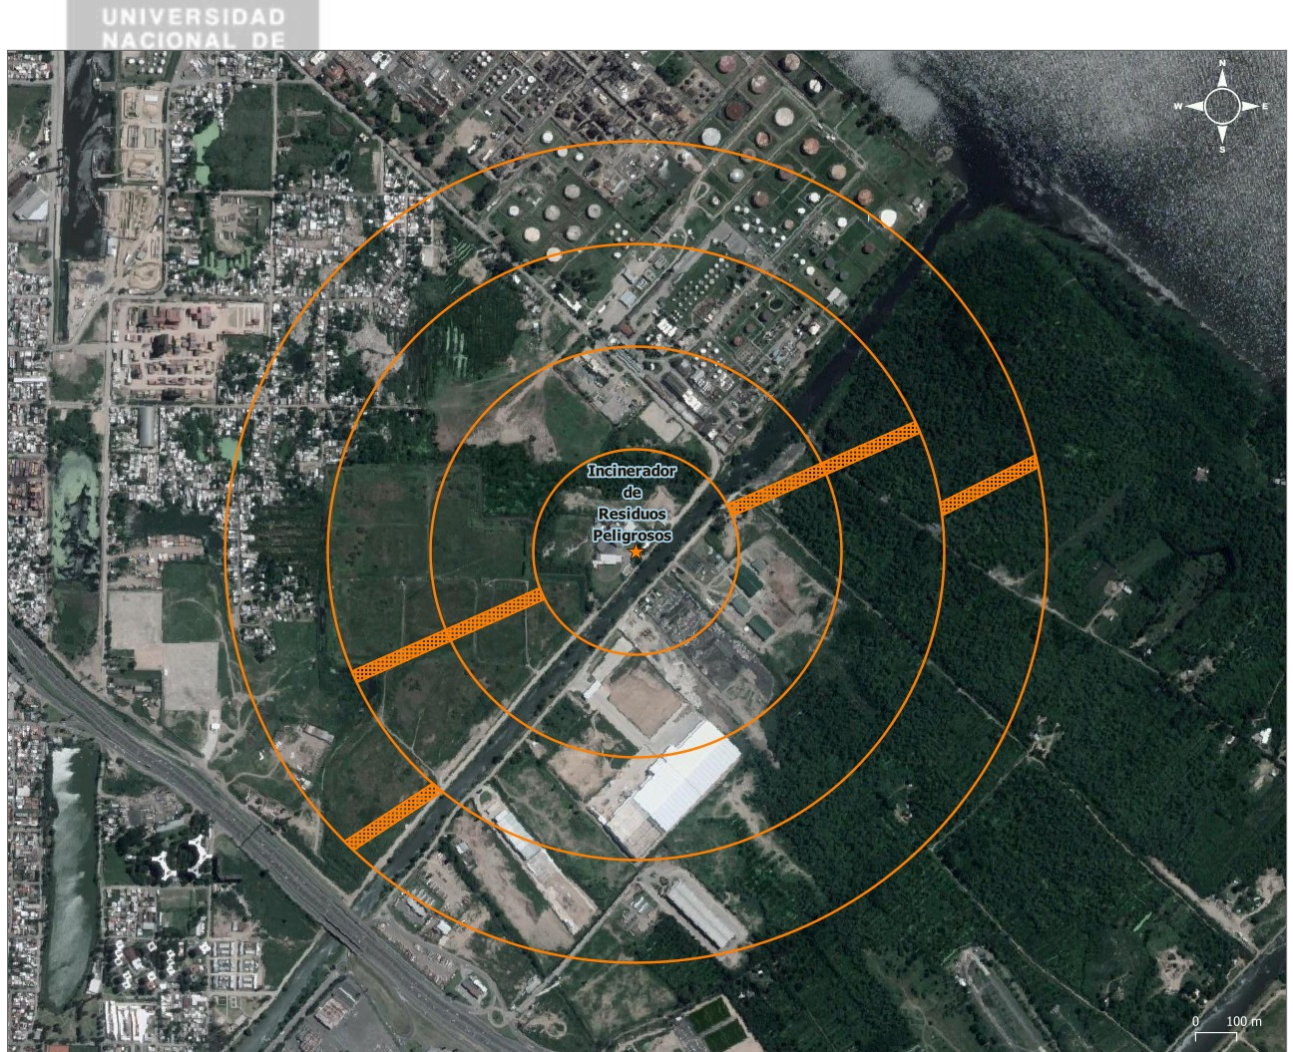 UNIVERSIDAD
NACIONAL DE
N
W E
S
Incinerador
de
Residuos
Peligrosos
0 100 m